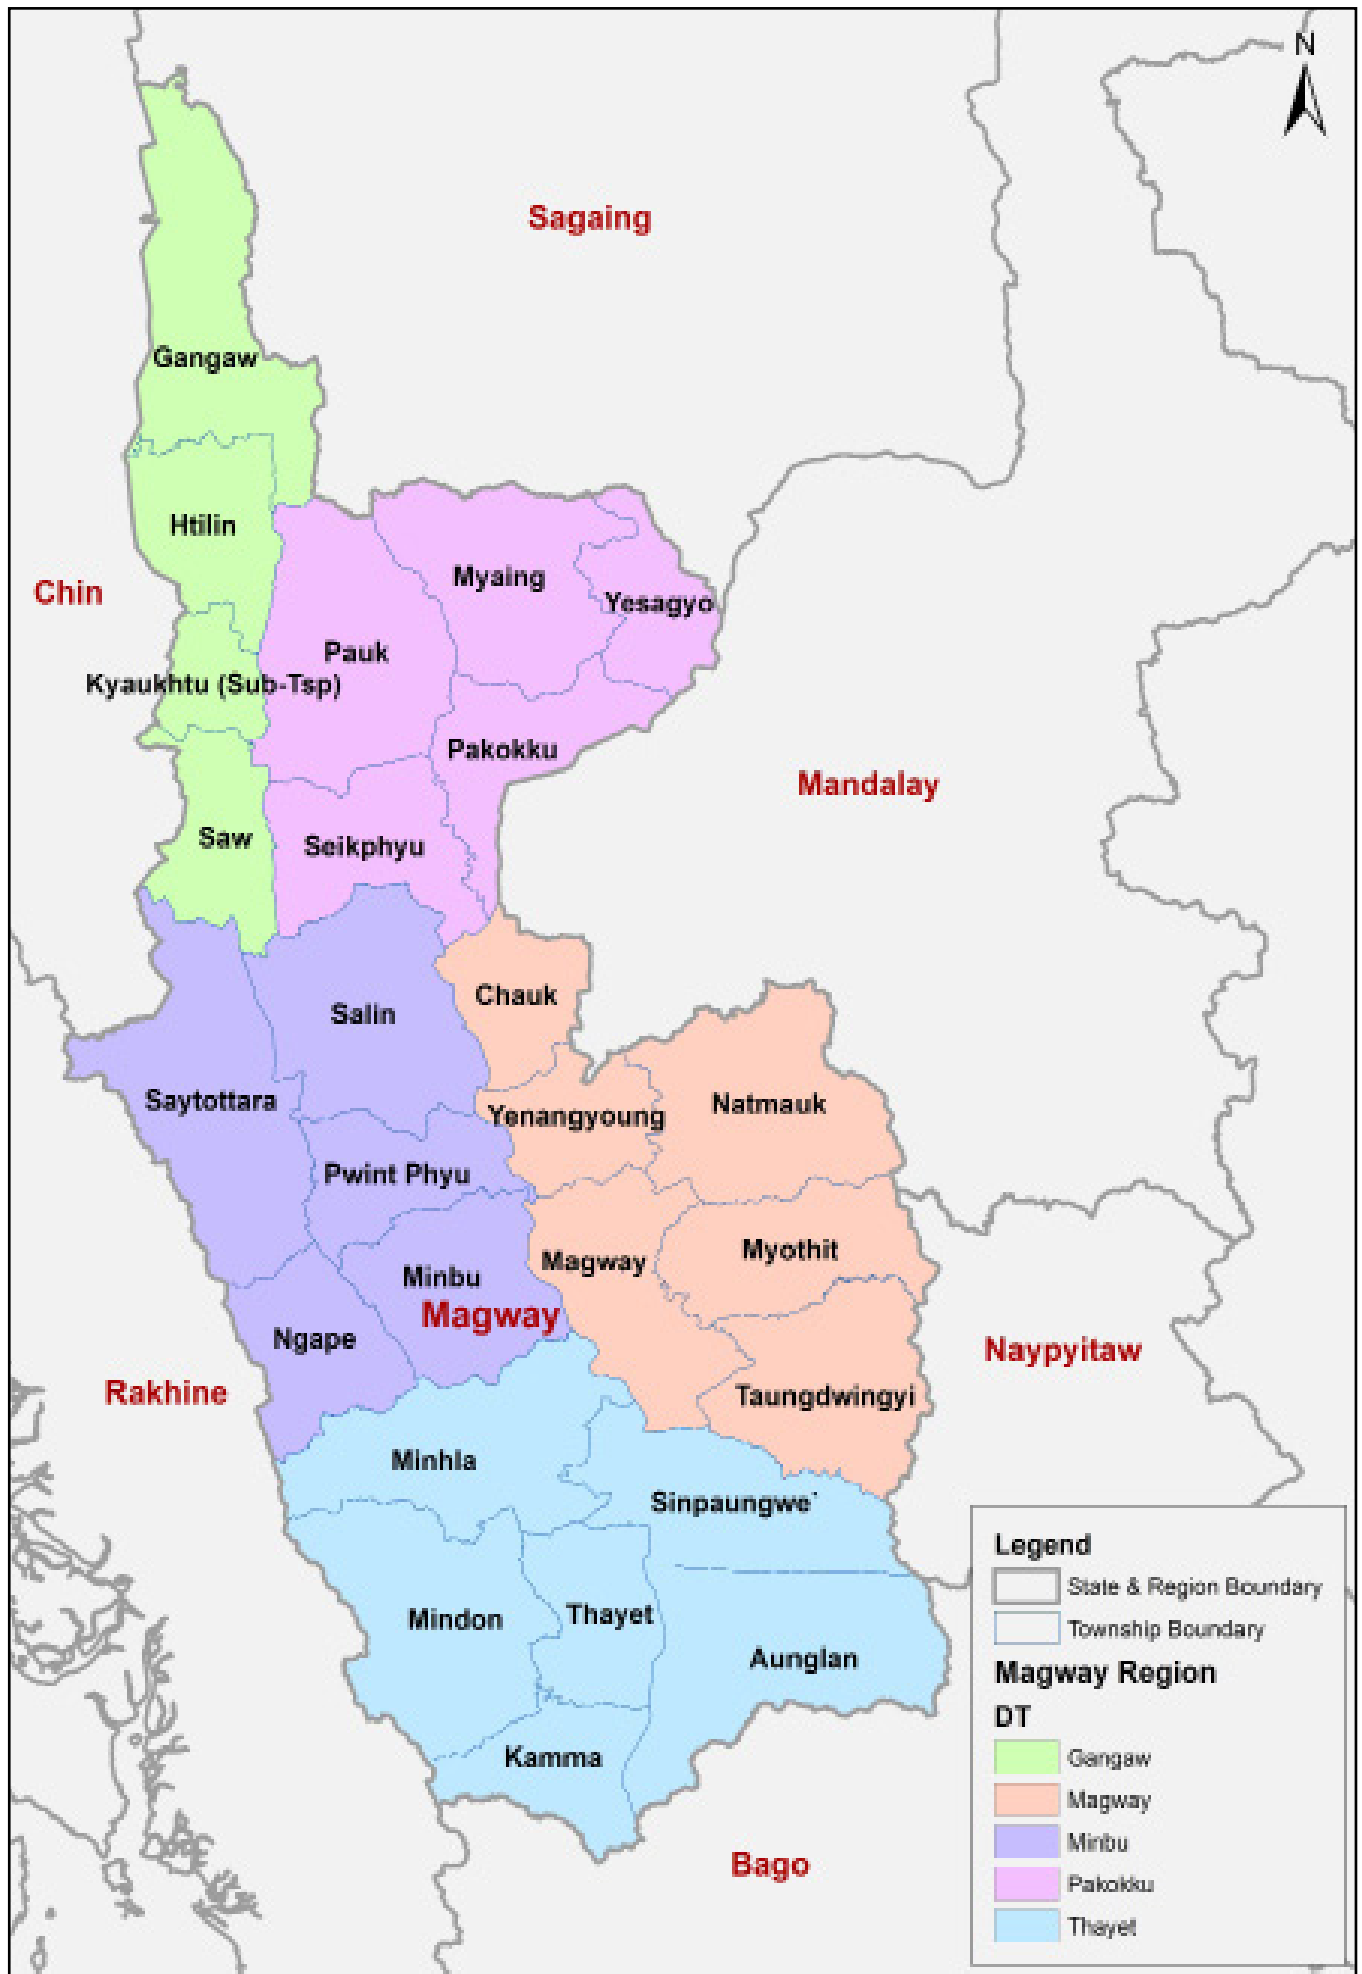 N
Sagaing
Gangaw
Htilin
Myaing
Chin
Yesagyo
Pauk
Kyaukhtu (Sub-Tsp)
Pakokku
Mandalay
Saw
Seikphyu
Chauk
Salin
Saytottara
Natmauk
Yenangyoung
Pwint Phyu
Myothit
Magway
Minbu
Magway
Ngape
Naypyitaw
Rakhine
Taungdwingyi
Minhla
Sinpaungwe'
Thayet
Mindon
Aunglan
Kamma
Bago
Legend
State & Region Boundary
Township Boundary
Magway Region
DT
Gangaw
Magway
Minbu
Pakokku
Thayet